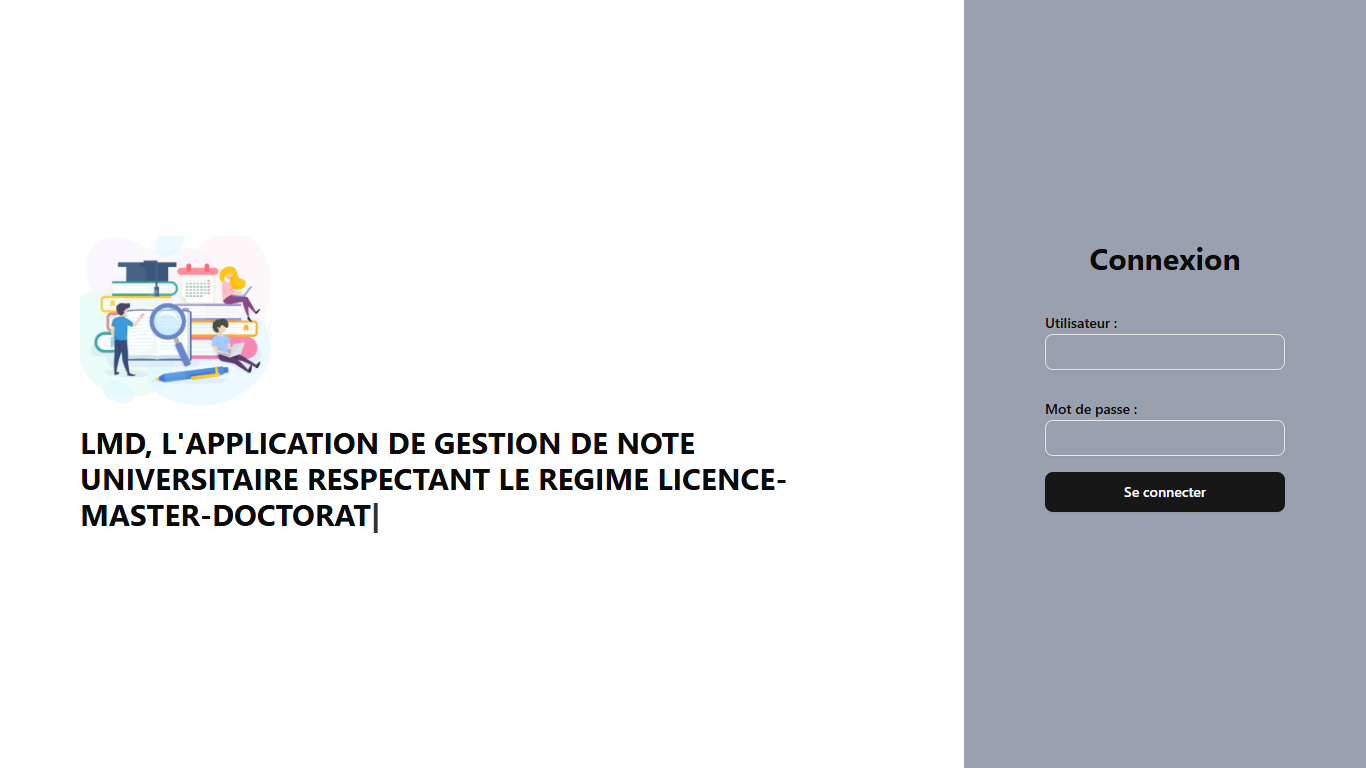 LMD, L'APPLICATION DE GESTION DE NOTE
UNIVERSITAIRE RESPECTANT LE REGIME LICENCE-
MASTER-DOCTORAT|
Connexion
Utilisateur :
Mot de passe :
Se connecter